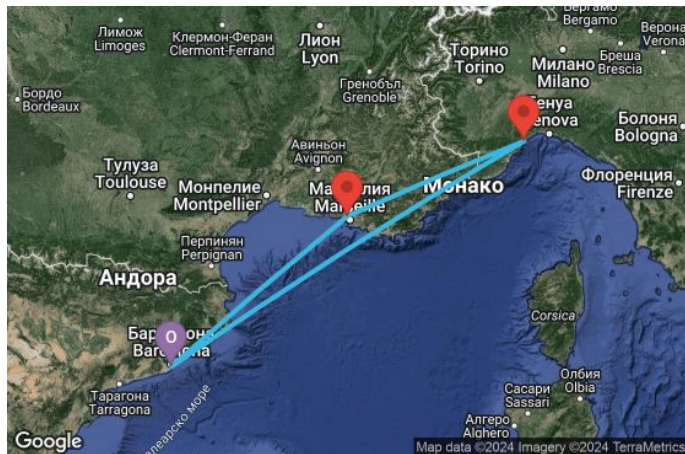 Лимож
Limoges
Клермон-Феран
Clermont-Ferrand
Лион
Lyon
Бергамо
Bergamo
Верона
Verona
Торино
Torino
Милано
Milano
Бреша
Brescia
Бордо
Bordeaux
Гренобъл
Grenoble
Болоня
Bologna
Авиньон
Avignon
Тулуза
Toulouse
Монпелие
Montpellier
Монако
Флоренция
Firenze
Перпинян
Perpignan
Андора
Corsica
O
Тарагона
Tarragona
Олбия
Olbia
Сасари
Sassari
Алгеро
Alghero
море
Google
Map data ©2024 Imagery ©2024 TerraMetrics